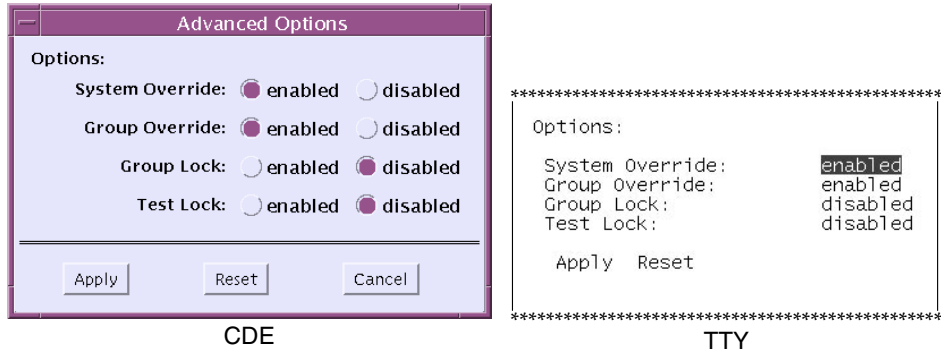 Advanced Options
Options:
System Override: enabled disabled
Group Override: enabled disabled
Group Lock: enabled disabled
Test Lock: enabled disabled
Apply Reset Cancel
CDE
************************************************
Options:
System Override: enabled
Group Override: enabled
Group Lock: disabled
Test Lock: disabled
Apply Reset
************************************************
TTY